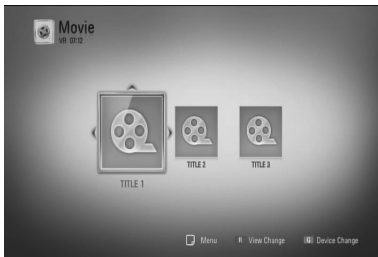 Movie
VR 07:12
TITLE 1
TITLE 2
TITLE 3
Menu
R View Change
G Device Change